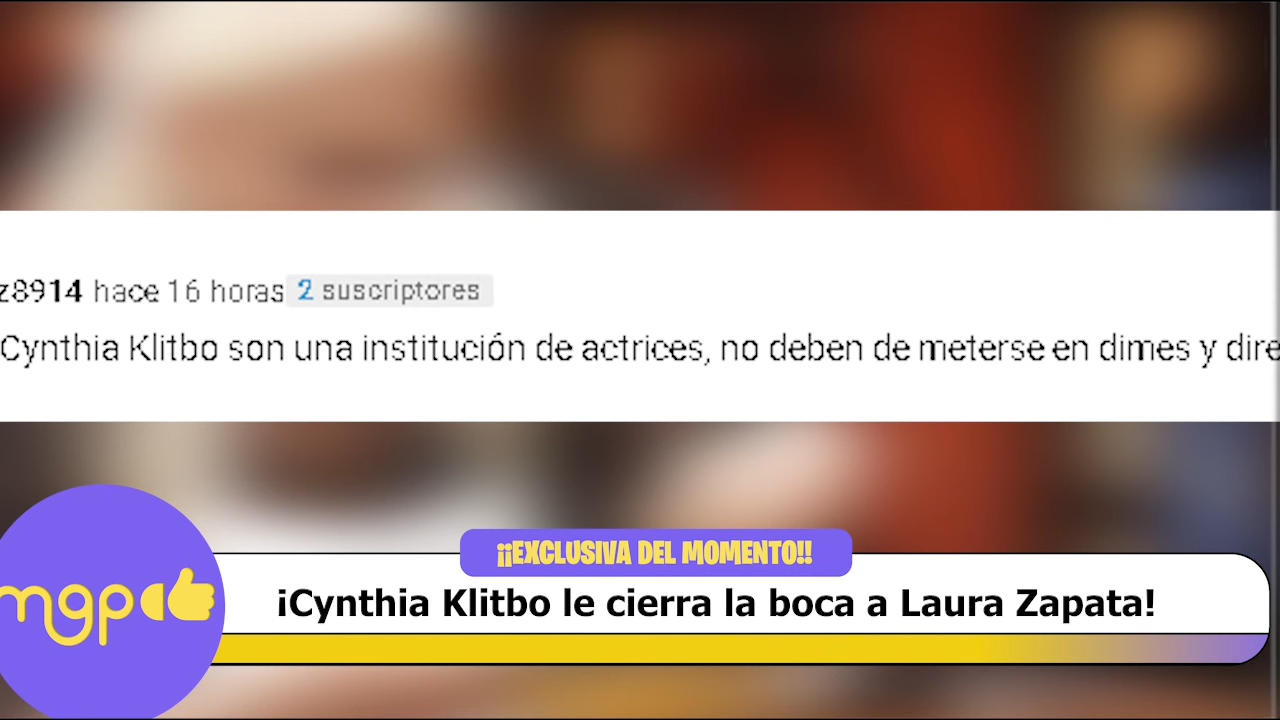 z8914 hace 16 horas 2 suscriptores
Cynthia Klitbo son una institución de actrices, no deben de meterse en dimes y dire
¡¡EXCLUSIVA DEL MOMENTO!!
mgp
¡Cynthia Klitbo le cierra la boca a Laura Zapata!